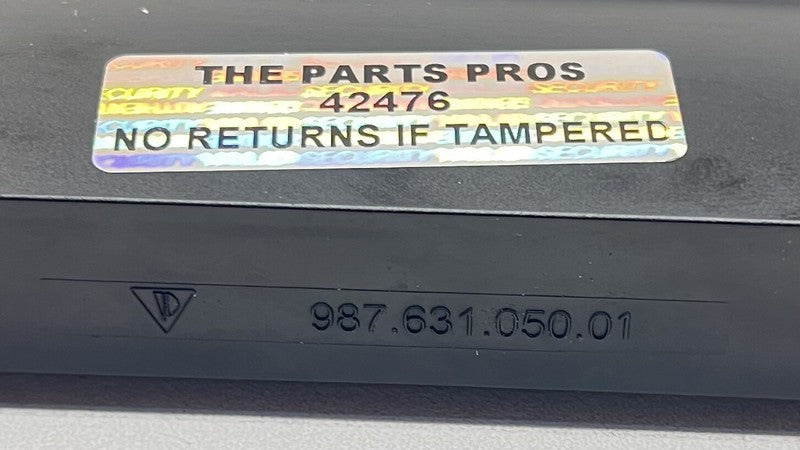 THE PARTS PROS
42476
NO RETURNS IF TAMPERED
987.631.050.01